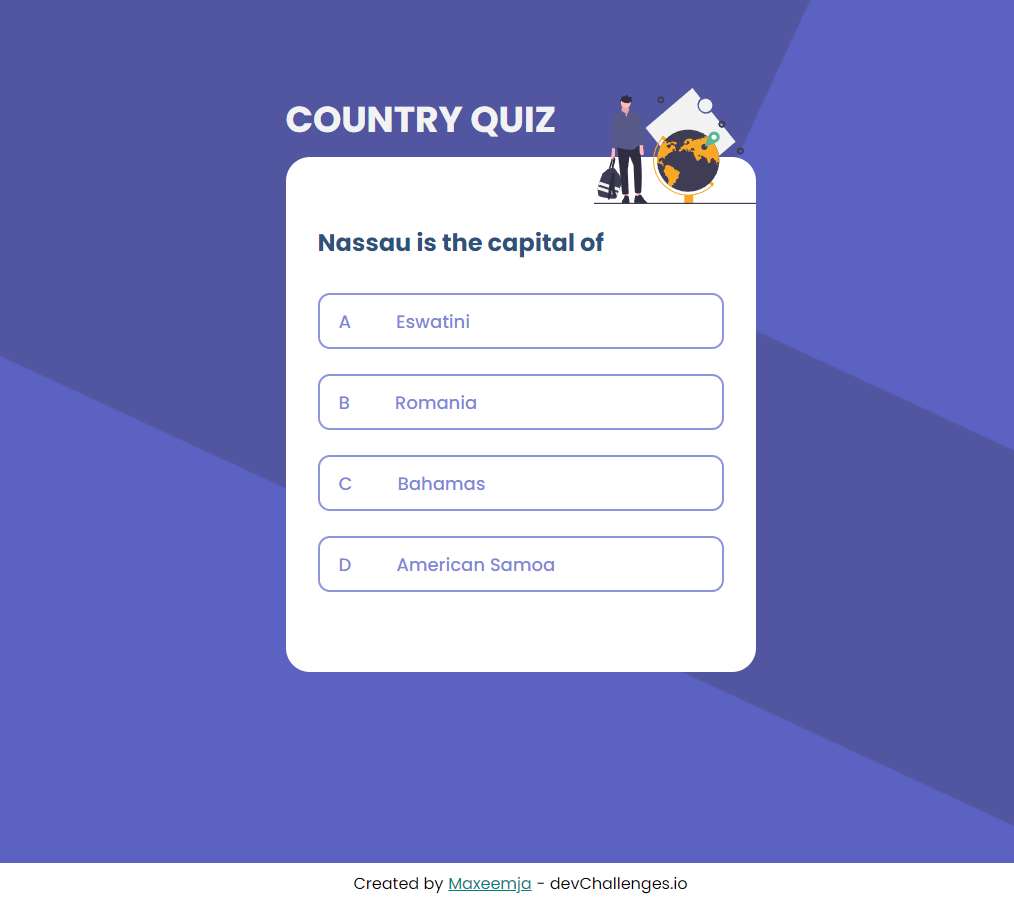 COUNTRY QUIZ
Nassau is the capital of
A Eswatini
B Romania
C Bahamas
D American Samoa
Created by Maxeemja - devChallenges.io